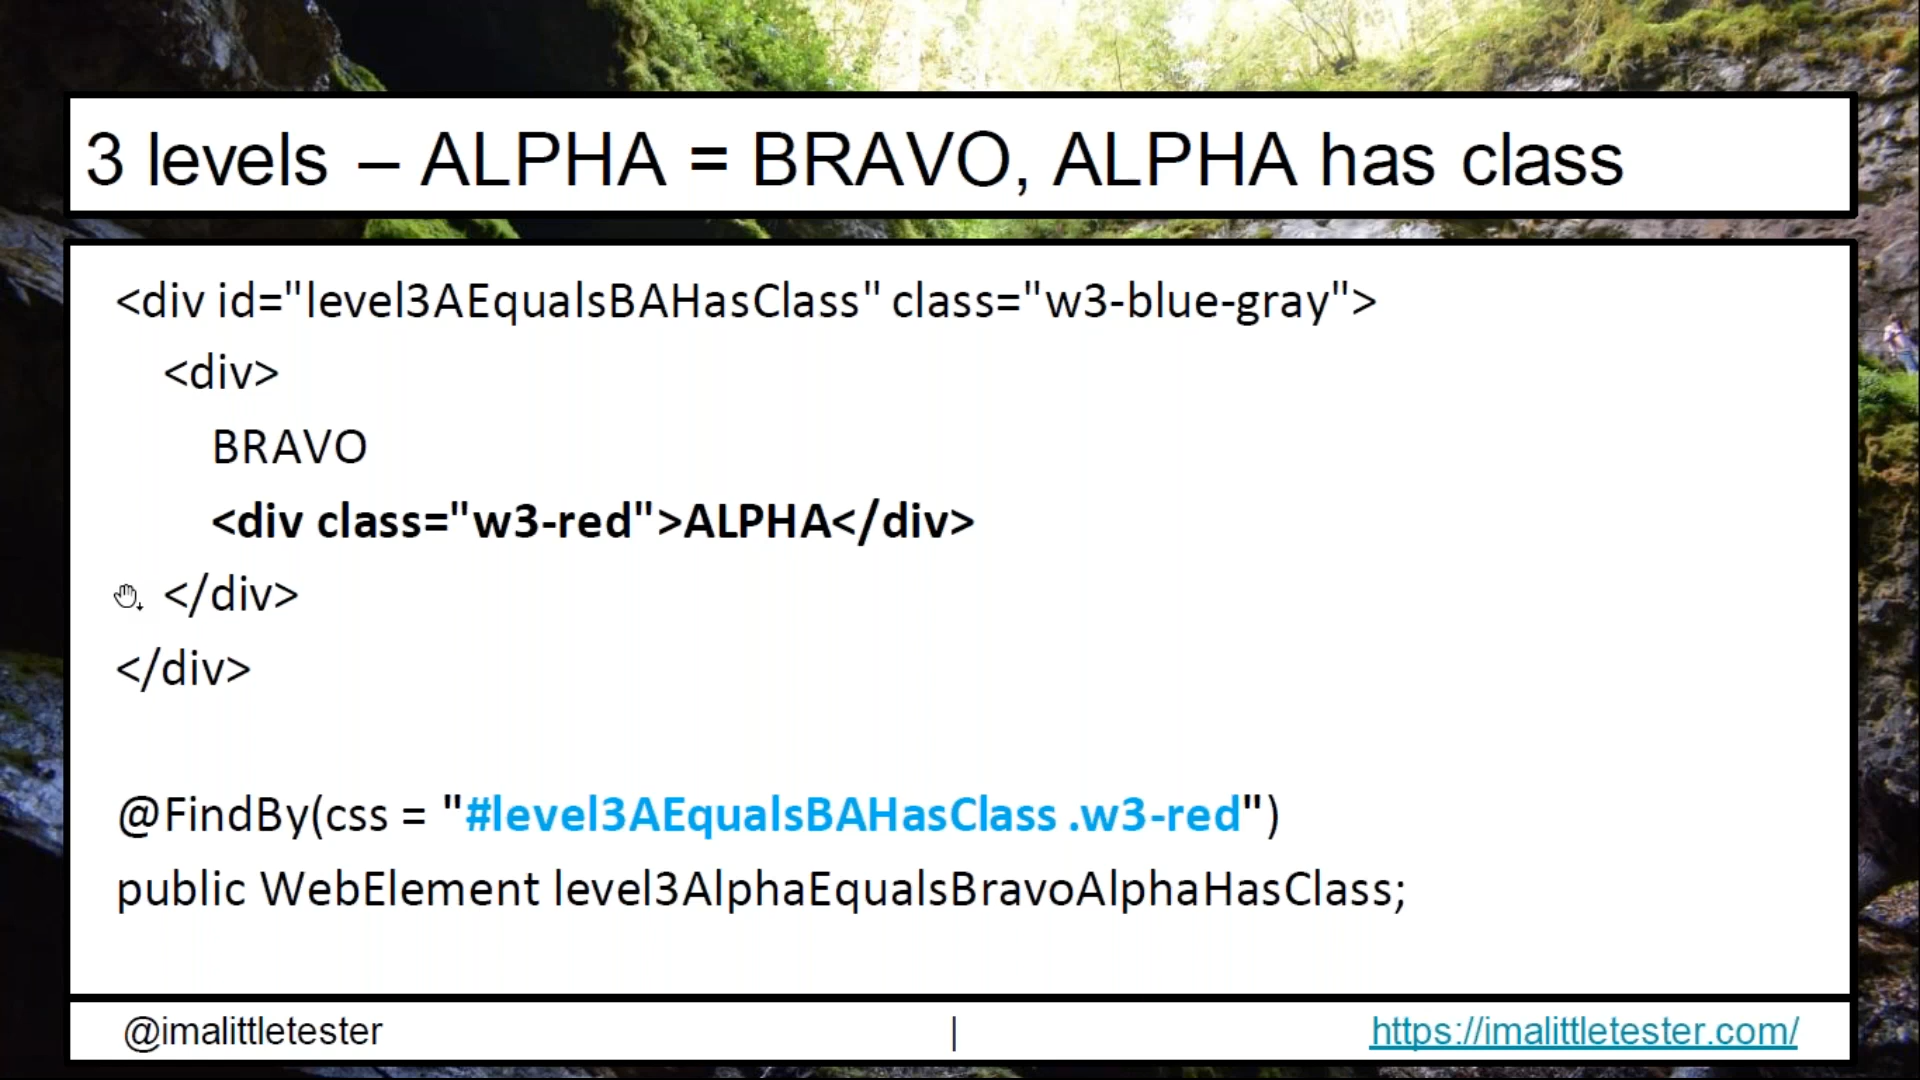 3 levels – ALPHA = BRAVO, ALPHA has class
<div id="level3AEqualsBAHasClass" class="w3-blue-gray">
<div>
BRAVO
<div class="w3-red">ALPHA</div>
</div>
</div>
@FindBy(css = "#level3AEqualsBAHasClass .w3-red")
public WebElement level3AlphaEqualsBravoAlphaHasClass;
@imalittletester | https://imalittletester.com/